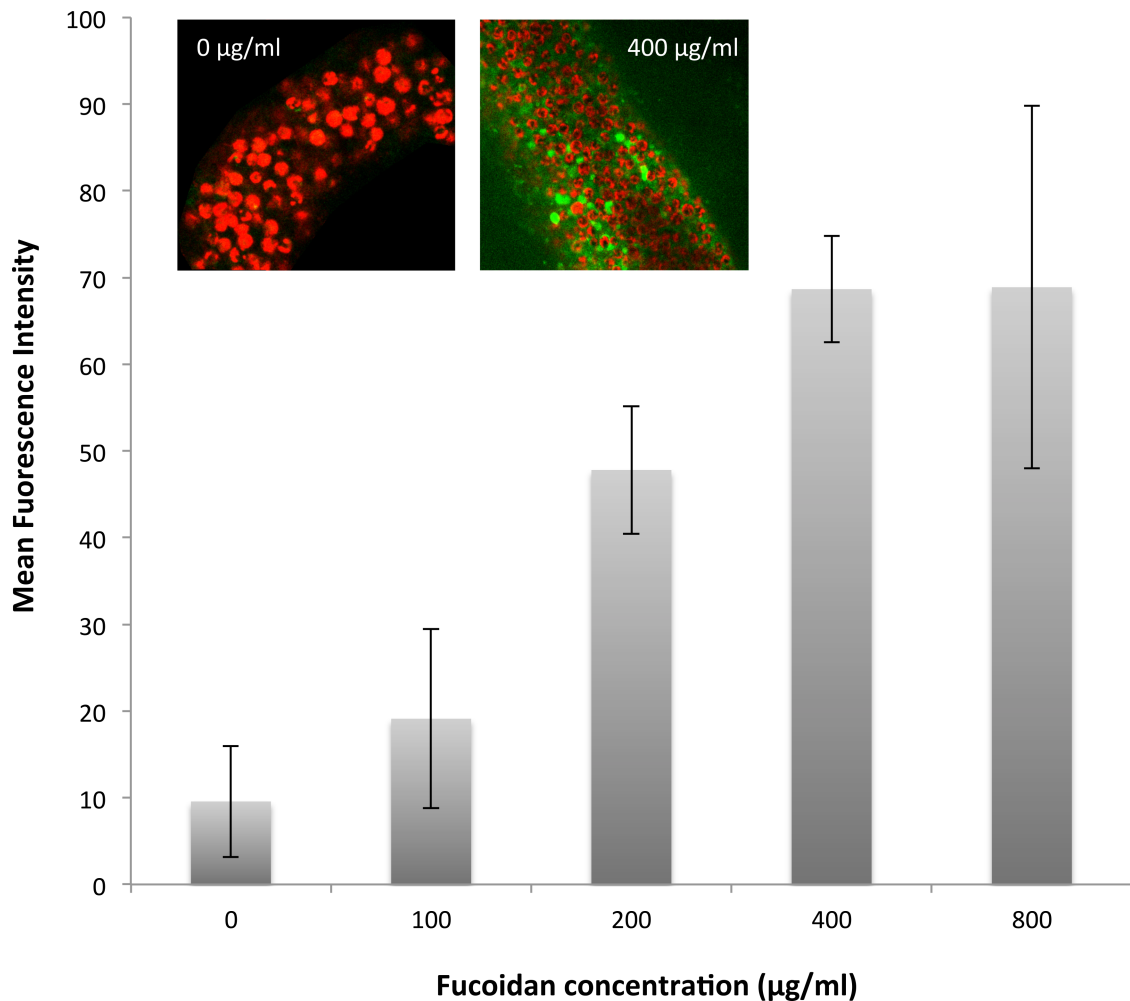 100
0 μg/ml
400 μg/ml
90
80
70
60
50
40
30
20
10
0
Mean Fuorescence Intensity
0 100 200 400 800
Fucoidan concentration (μg/ml)